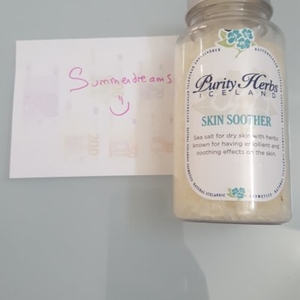 Summerdreams
Purity Herbs
ICELAND
SKIN SOOTHER
Sea salt for dry skin with herbs
known for having emollient and
soothing effects on the skin.